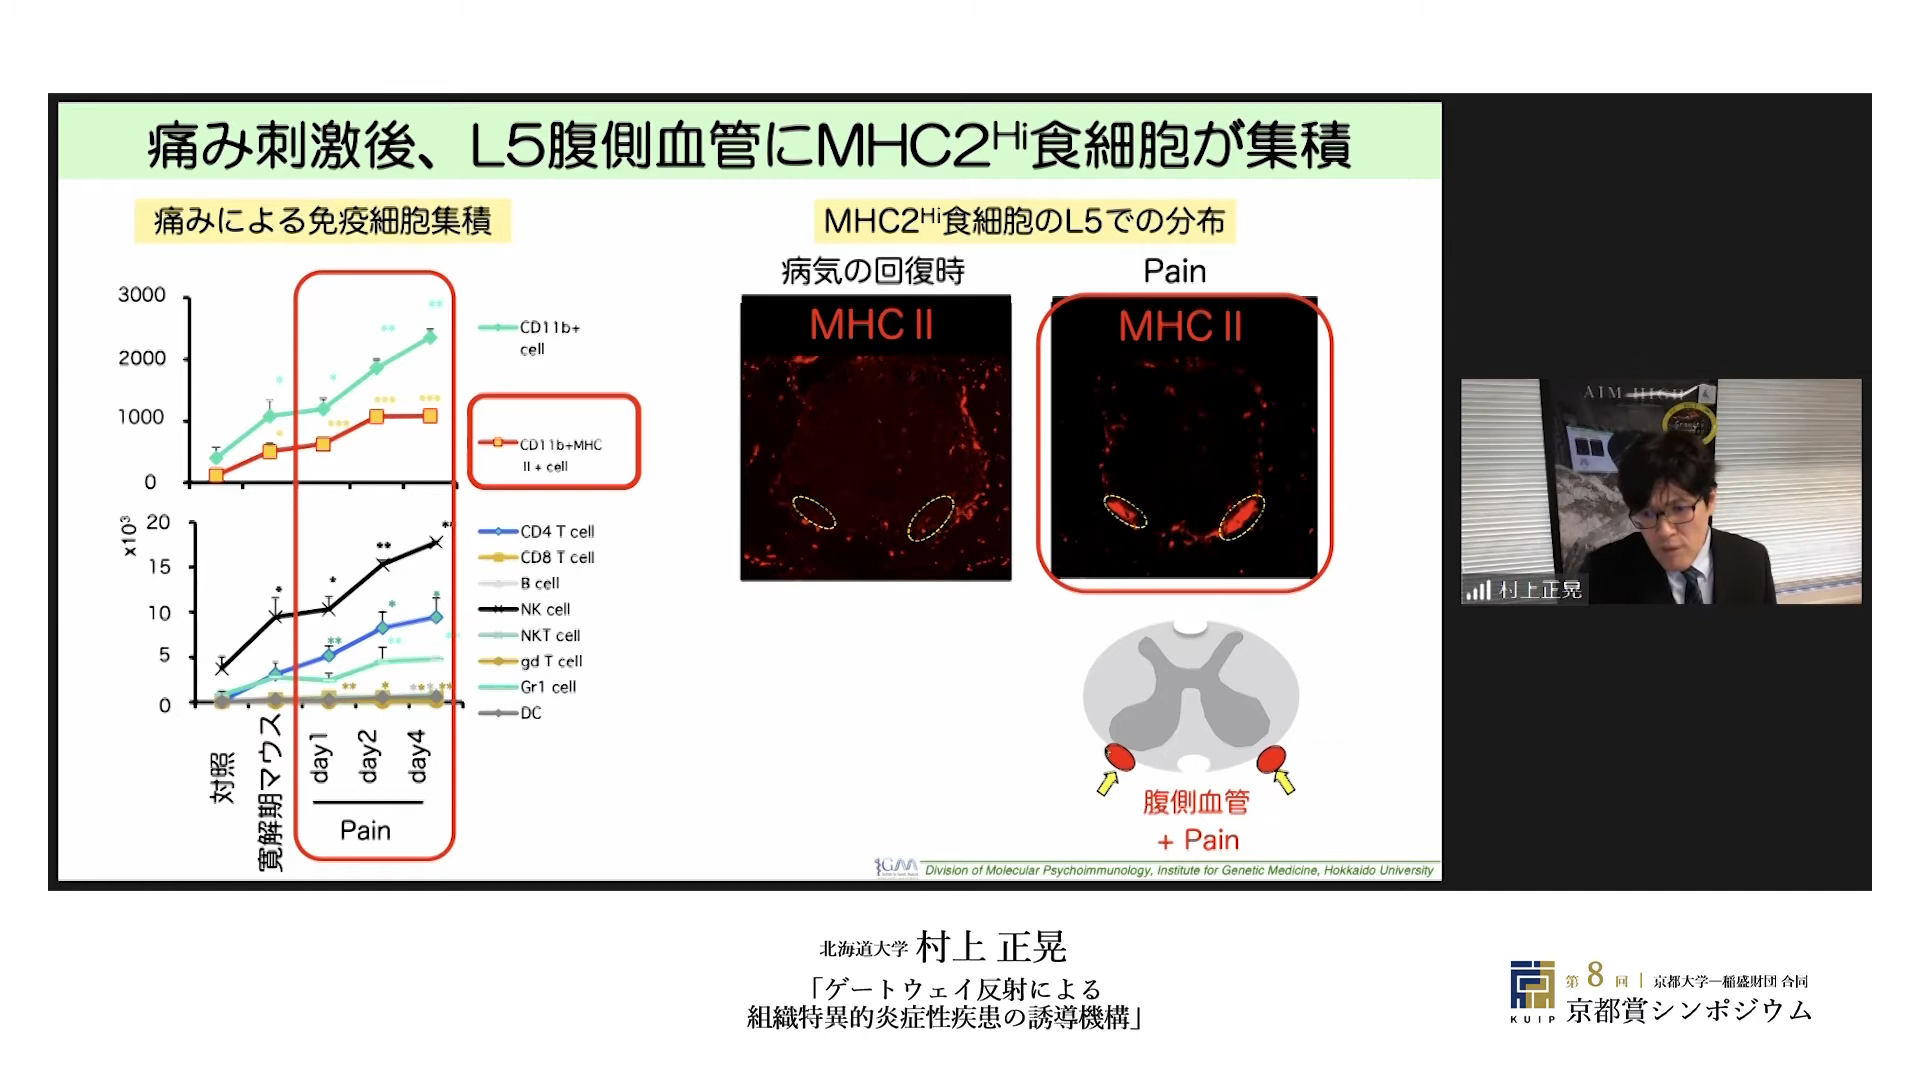 痛み刺激後、L5腹側血管にMHC2Hi食細胞が集積
痛みによる免疫細胞集積
3000
2000
1000
0
CD11b+
cell
CD11b+MHC
II + cell
x10³
20
15
10
5
0
CD4 T cell
CD8 T cell
B cell
NK cell
NKT cell
gd T cell
Gr1 cell
DC
対照
寛解期マウス
day1
day2
day4
Pain
MHC2Hi食細胞のL5での分布
病気の回復時
Pain
MHC II
MHC II
腹側血管
+ Pain
IGM
Division of Molecular Psychoimmunology, Institute for Genetic Medicine, Hokkaido University
AIM HIGH
村上正晃
北海道大学 村上 正晃
「ゲートウェイ反射による
組織特異的炎症性疾患の誘導機構」
KUIP
第8回 | 京都大学—稲盛財団 合同
京都賞シンポジウム